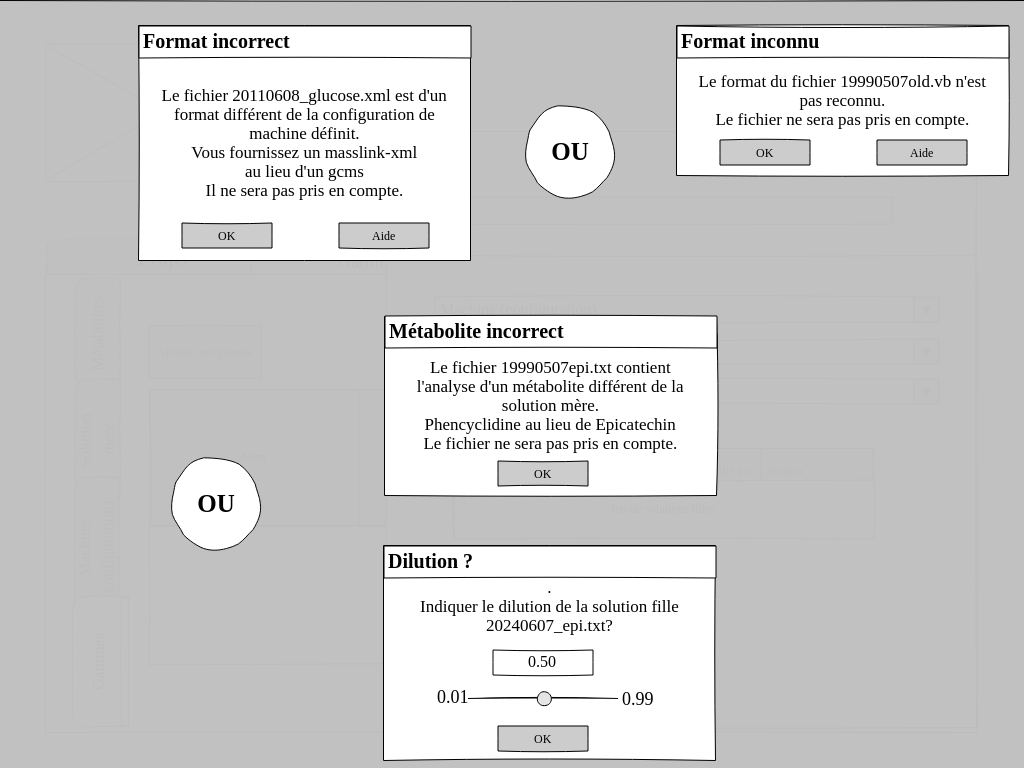 Format incorrect
Le fichier 20110608_glucose.xml est d'un
format différent de la configuration de
machine définit.
Vous fournissez un masslink-xml
au lieu d'un gcms
Il ne sera pas pris en compte.
OK Aide
OU
Format inconnu
Le format du fichier 19990507old.vb n'est
pas reconnu.
Le fichier ne sera pas pris en compte.
OK Aide
Métabolite incorrect
Le fichier 19990507epi.txt contient
l'analyse d'un métabolite différent de la
solution mère.
Phencyclidine au lieu de Epicatechin
Le fichier ne sera pas pris en compte.
OK
OU
Dilution ?
.
Indiquer le dilution de la solution fille
20240607_epi.txt?
0.50
0.01 0.99
OK